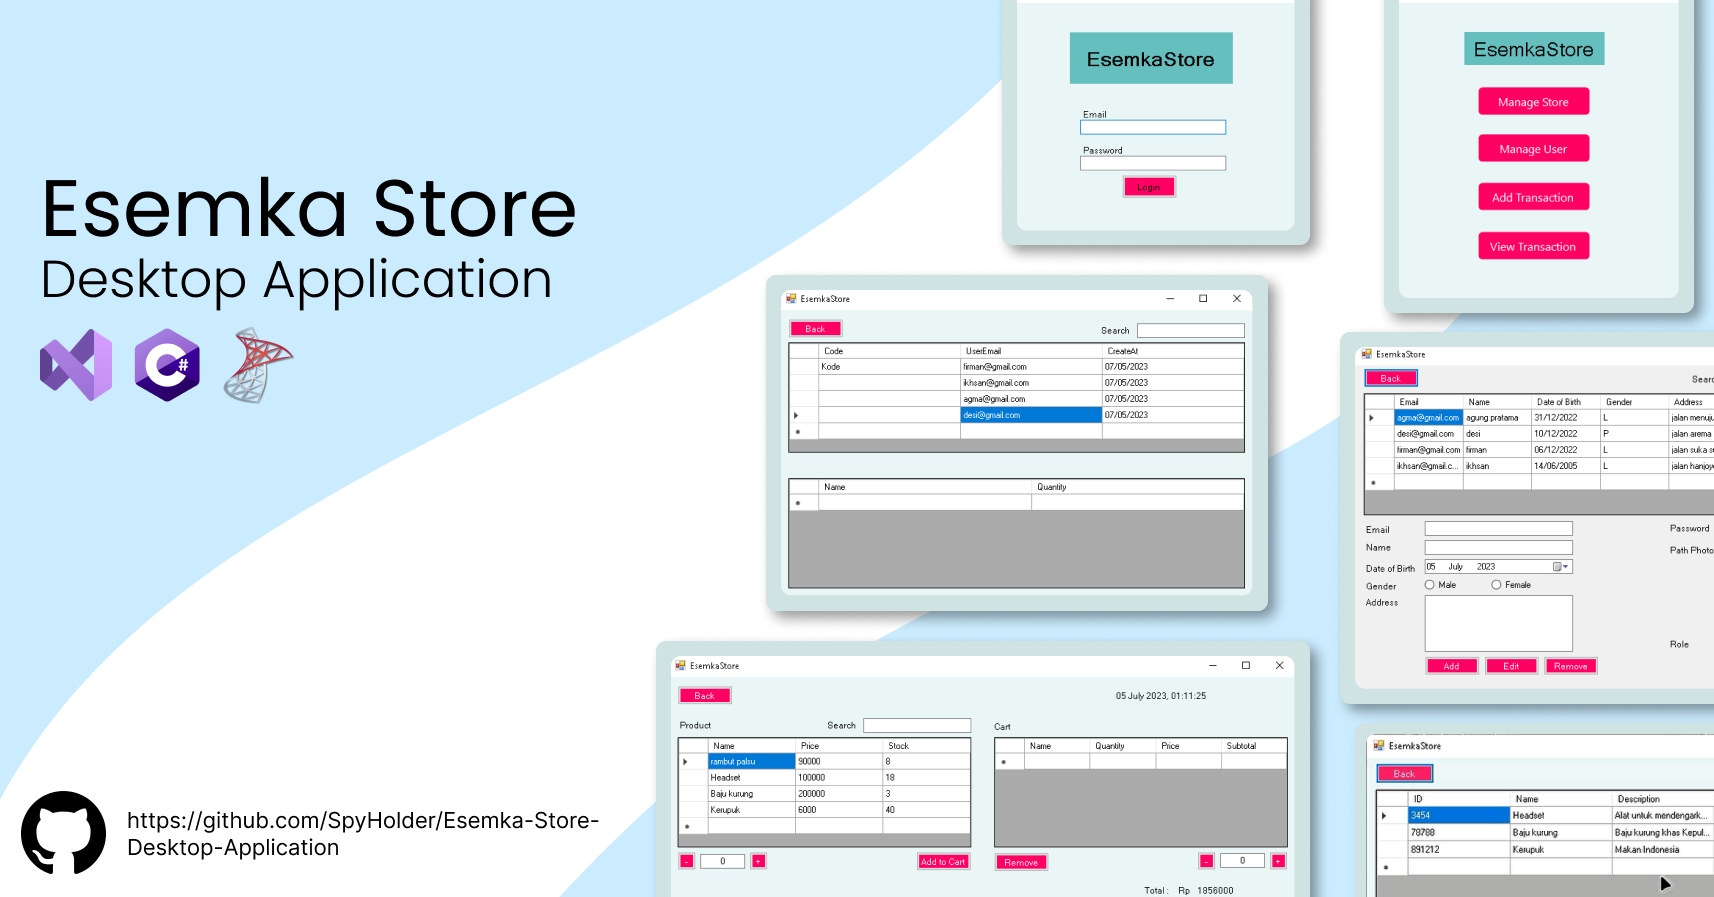 Esemka Store
Desktop Application
https://github.com/SpyHolder/Esemka-Store-
Desktop-Application
EsemkaStore
Email
Password
Login
EsemkaStore
Manage Store
Manage User
Add Transaction
View Transaction
EsemkaStore
Back
Search
Code UserEmail CreateAt
Kode firman@gmail.com 07/05/2023
ikhsan@gmail.com 07/05/2023
agma@gmail.com 07/05/2023
desi@gmail.com 07/05/2023
Name Quantity
EsemkaStore
Back
Searc
Email Name Date of Birth Gender Address
agma@gmail.com agung pratama 31/12/2022 L jalan menuju
desi@gmail.com desi 10/12/2022 P jalan arema
firman@gmail.com firman 06/12/2022 L jalan suka s
ikhsan@gmail.c... ikhsan 14/06/2005 L jalan hanjoy
Email
Password
Name
Path Photo
Date of Birth 05 July 2023
Gender Male Female
Address
Role
Add Edit Remove
EsemkaStore
Back
05 July 2023, 01:11:25
Product Search
Cart
Name Price Stock
rambut palsu 90000 8
Headset 100000 18
Baju kurung 200000 3
Kerupuk 6000 40
- 0 + Add to Cart
Name Quantity Price Subtotal
Remove - 0 +
Total : Rp 1856000
EsemkaStore
Back
ID Name Description
3454 Headset Alat untuk mendengark...
78788 Baju kurung Baju kurung khas Kepul...
891212 Kerupuk Makan Indonesia